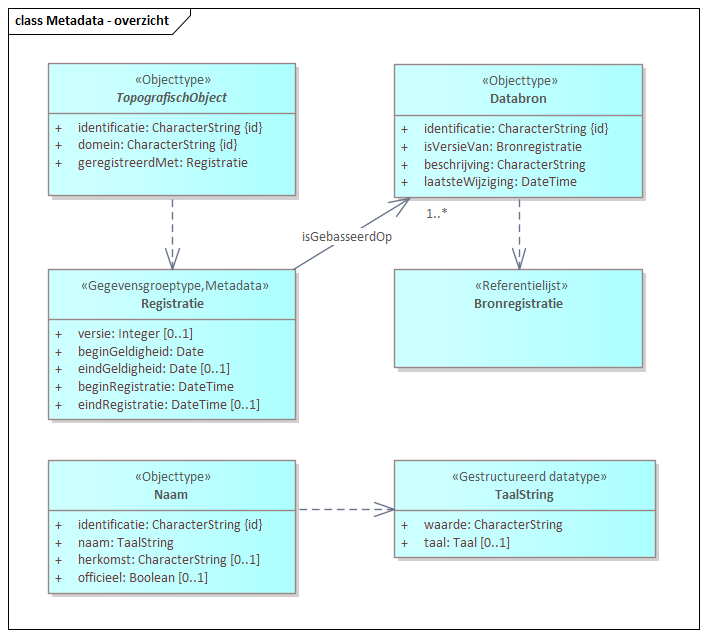 class Metadata - overzicht
«Objecttype»
TopografischObject
+ identificatie: CharacterString {id}
+ domein: CharacterString {id}
+ geregistreerdMet: Registratie
«Objecttype»
Databron
+ identificatie: CharacterString {id}
+ isVersieVan: Bronregistratie
+ beschrijving: CharacterString
+ laatsteWijziging: DateTime
1..*
isGebasseerdOp
«Gegevensgroeptype,Metadata»
Registratie
+ versie: Integer [0..1]
+ beginGeldigheid: Date
+ eindGeldigheid: Date [0..1]
+ beginRegistratie: DateTime
+ eindRegistratie: DateTime [0..1]
«Referentielijst»
Bronregistratie
«Objecttype»
Naam
+ identificatie: CharacterString {id}
+ naam: TaalString
+ herkomst: CharacterString [0..1]
+ officieel: Boolean [0..1]
«Gestructureerd datatype»
TaalString
+ waarde: CharacterString
+ taal: Taal [0..1]